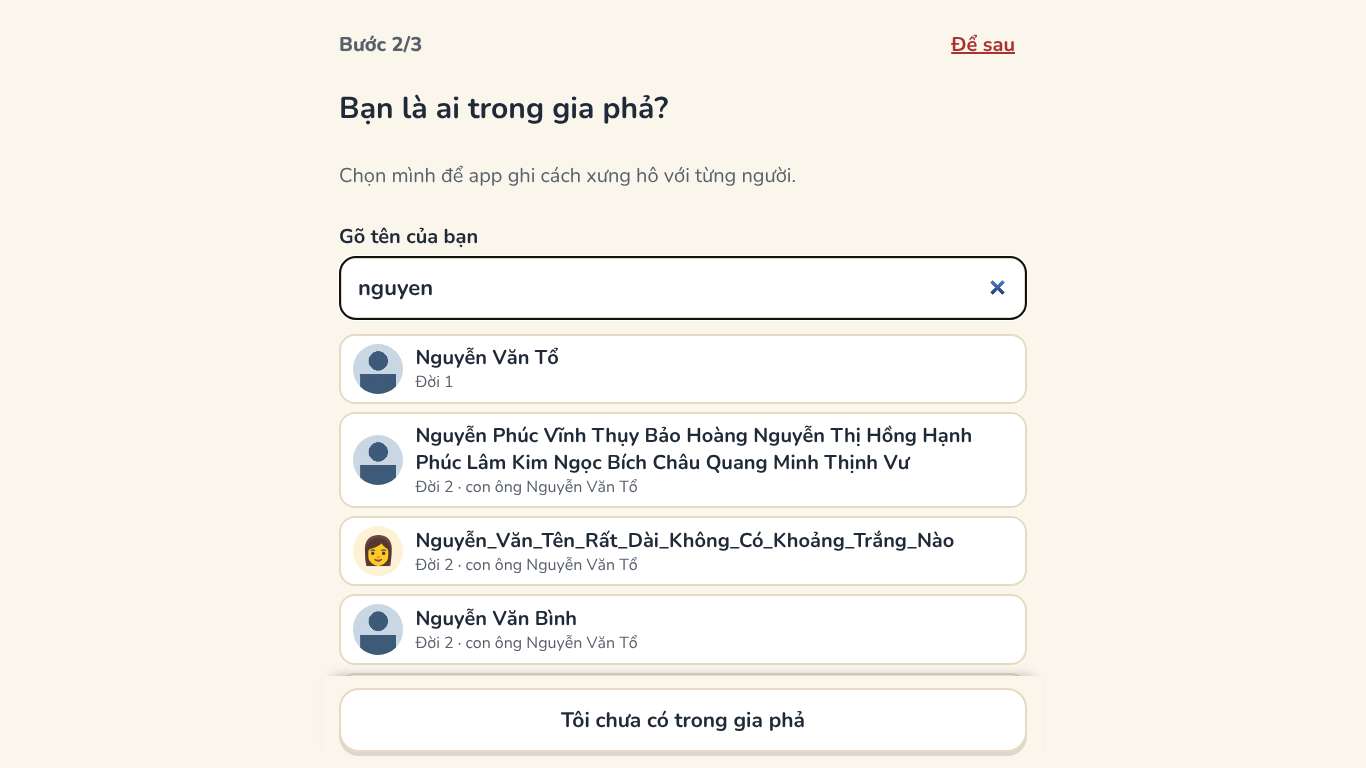 Bước 2/3
Để sau
Bạn là ai trong gia phả?
Chọn mình để app ghi cách xưng hô với từng người.
Gõ tên của bạn
nguyen
Nguyễn Văn Tổ
Đời 1
Nguyễn Phúc Vĩnh Thụy Bảo Hoàng Nguyễn Thị Hồng Hạnh
Phúc Lâm Kim Ngọc Bích Châu Quang Minh Thịnh Vư
Đời 2 · con ông Nguyễn Văn Tổ
Nguyễn_Văn_Tên_Rất_Dài_Không_Có_Khoảng_Trắng_Nào
Đời 2 · con ông Nguyễn Văn Tổ
Nguyễn Văn Bình
Đời 2 · con ông Nguyễn Văn Tổ
Tôi chưa có trong gia phả